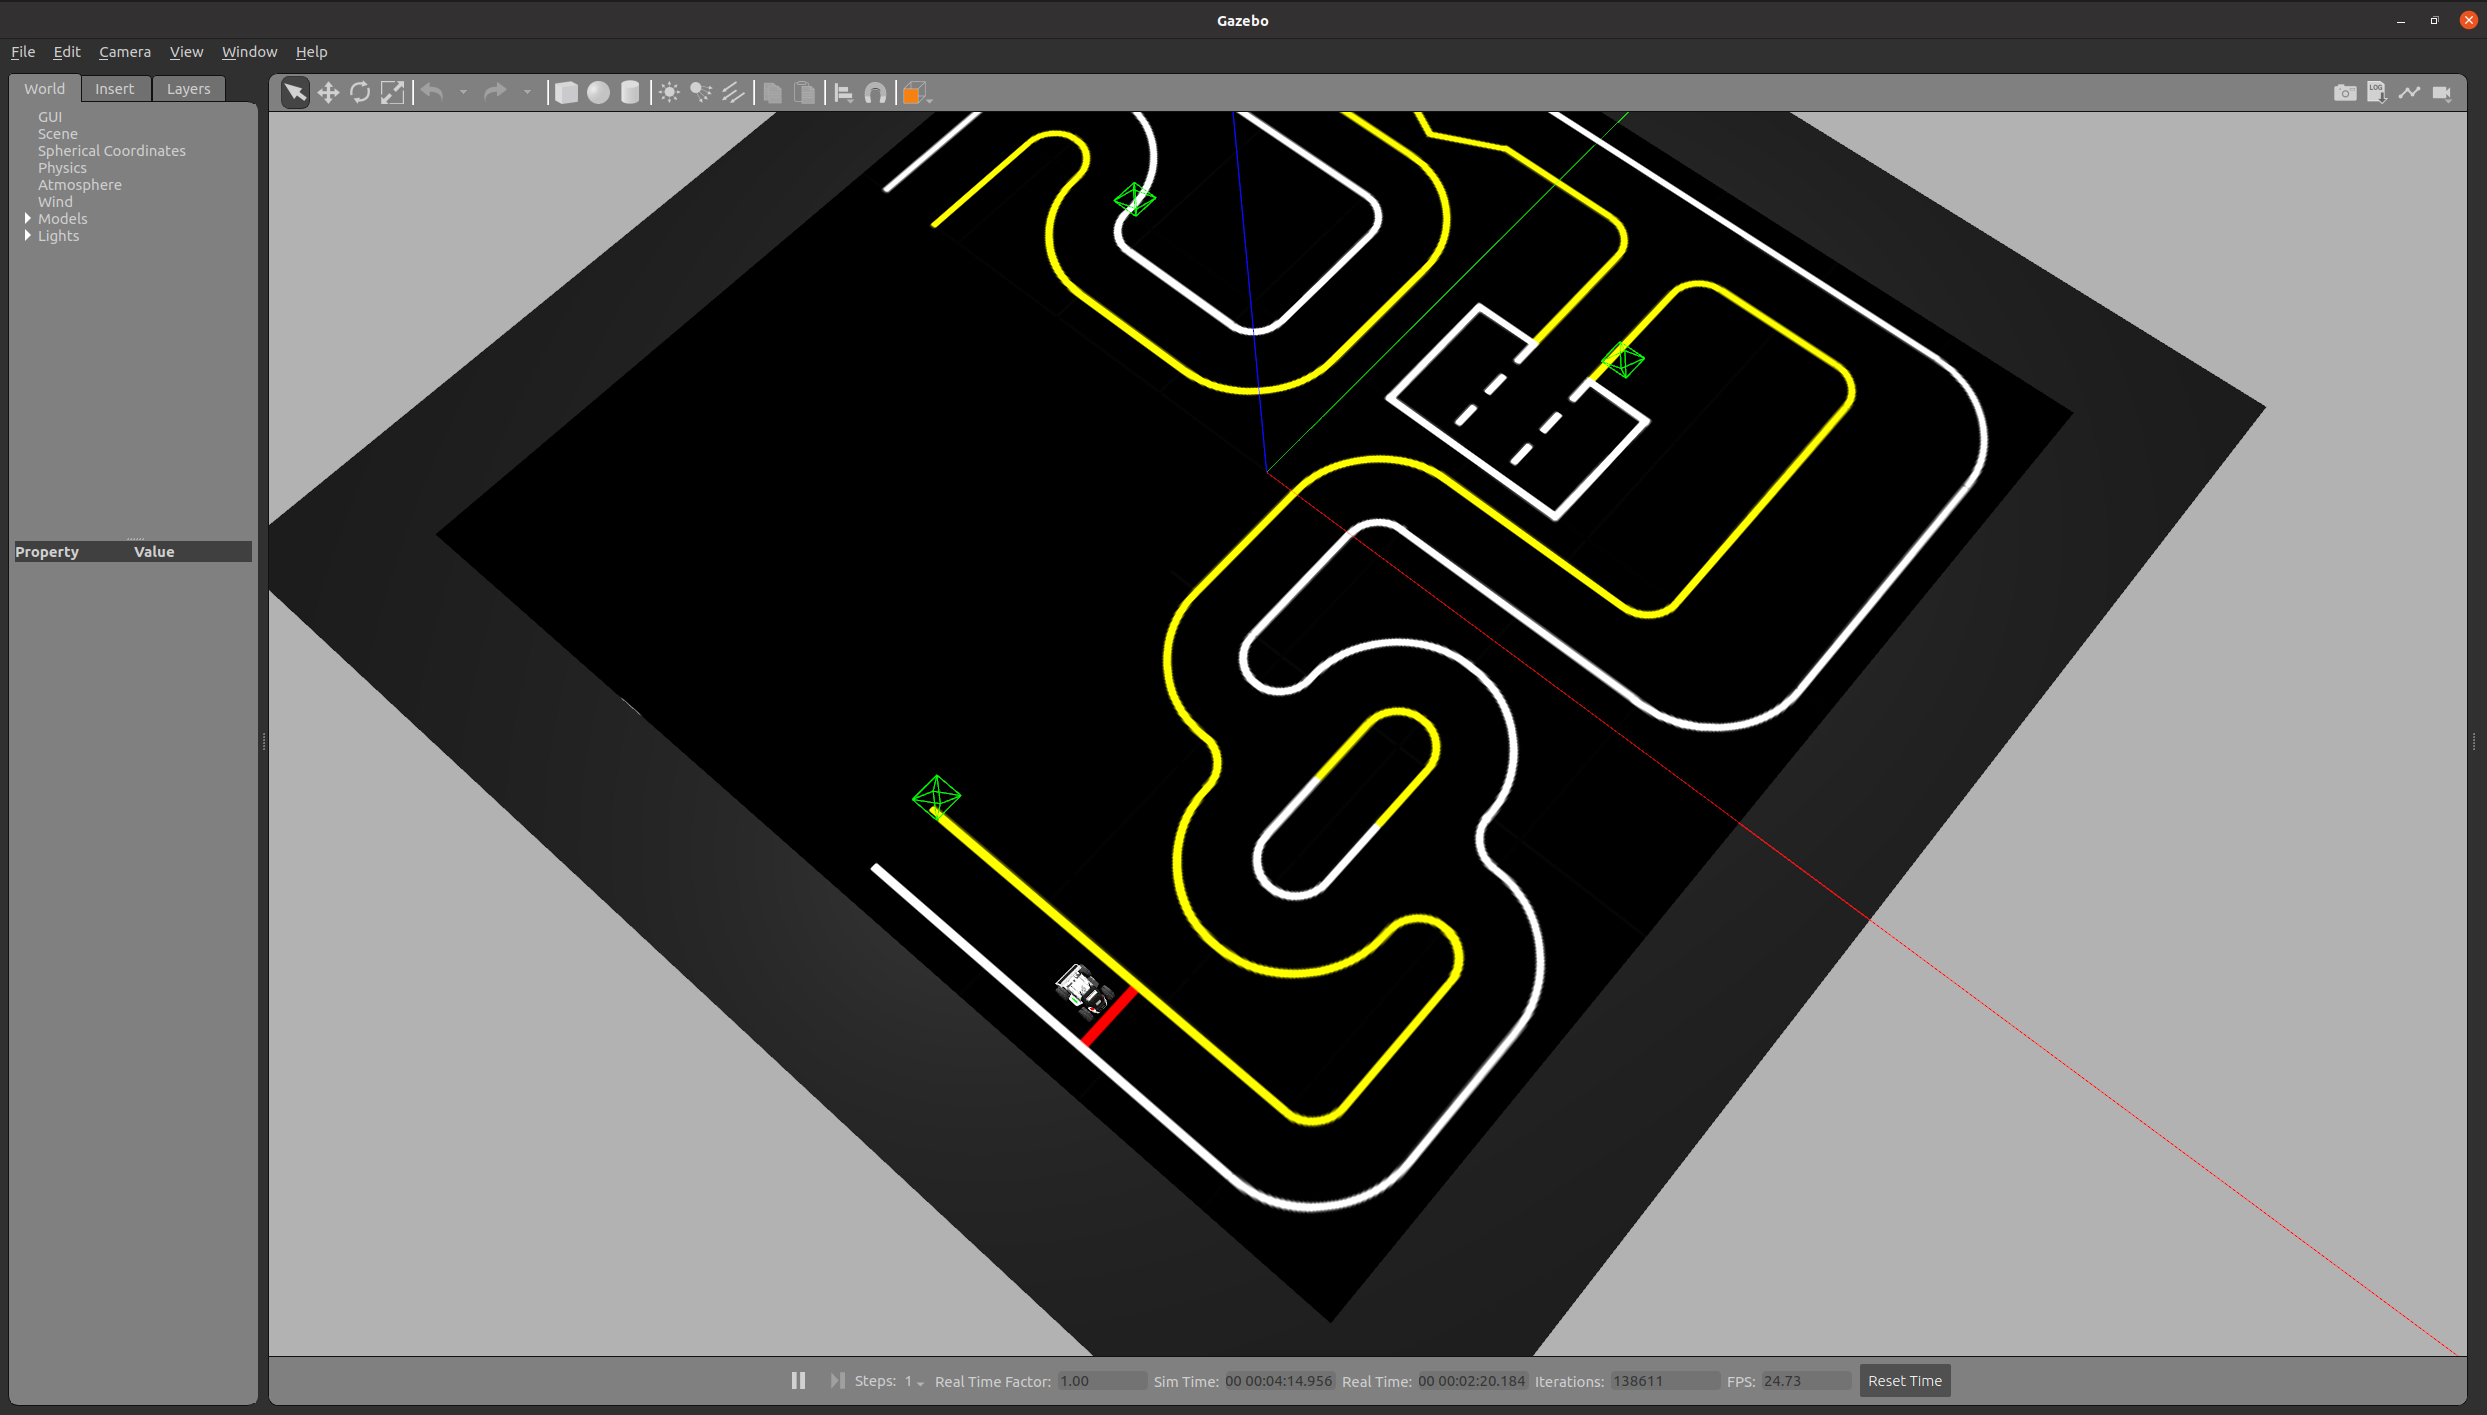 Gazebo
File Edit Camera View Window Help
World Insert Layers
LOG
GUI
Scene
Spherical Coordinates
Physics
Atmosphere
Wind
Models
Lights
Property Value
Steps: 1 Real Time Factor: 1.00 Sim Time: 00 00:04:14.956 Real Time: 00 00:02:20.184 Iterations: 138611 FPS: 24.73 Reset Time